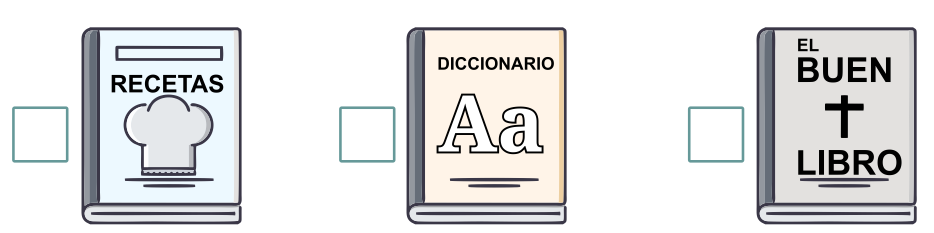 RECETAS
DICCIONARIO
Aa
EL
BUEN
LIBRO